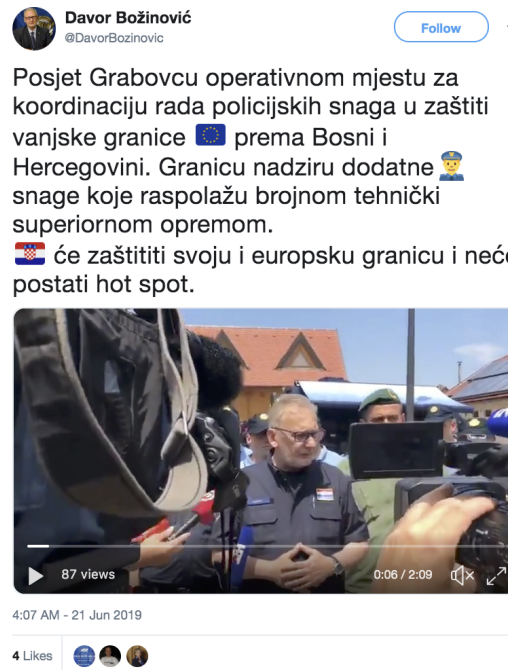 Davor Božinović
@DavorBozinovic
Follow
Posjet Grabovcu operativnom mjestu za
koordinaciju rada policijskih snaga u zaštiti
vanjske granice 🇪🇺 prema Bosni i
Hercegovini. Granicu nadziru dodatne 👮‍♂️
snage koje raspolažu brojnom tehnički
superiornom opremom.
🇭🇷 će zaštititi svoju i europsku granicu i neć
postati hot spot.
87 views
0:06 / 2:09
4:07 AM - 21 Jun 2019
4 Likes